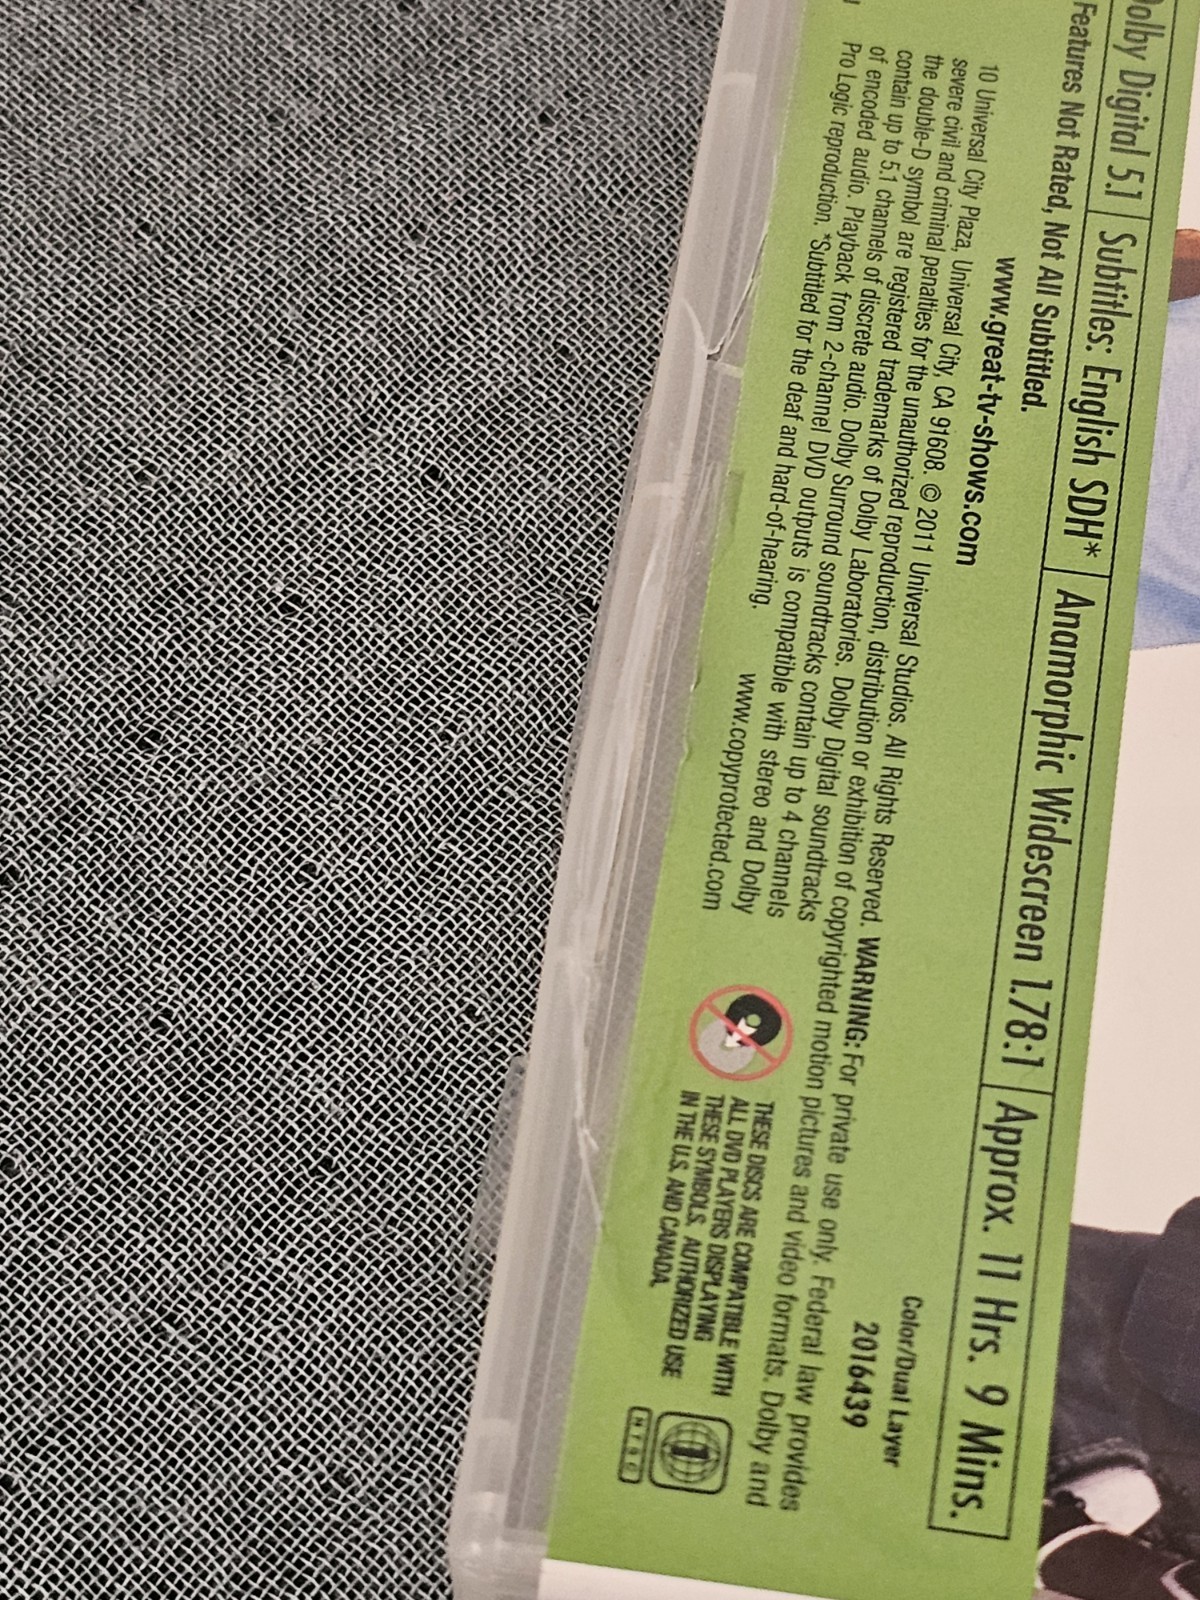 Dolby Digital 5.1 | Subtitles: English SDH* | Anamorphic Widescreen 1.78:1 | Approx. 11 Hrs. 9 Mins.
Features Not Rated, Not All Subtitled.
Color/Dual Layer
www.great-tv-shows.com
2016439
10 Universal City Plaza, Universal City, CA 91608. © 2011 Universal Studios. All Rights Reserved. WARNING: For private use only. Federal law provides
severe civil and criminal penalties for the unauthorized reproduction, distribution or exhibition of copyrighted motion pictures and video formats. Dolby and
the double-D symbol are registered trademarks of Dolby Laboratories. Dolby Digital soundtracks
contain up to 5.1 channels of discrete audio. Dolby Surround soundtracks contain up to 4 channels
of encoded audio. Playback from 2-channel DVD outputs is compatible with stereo and Dolby
Pro Logic reproduction. *Subtitled for the deaf and hard-of-hearing. www.copyprotected.com
THESE DISCS ARE COMPATIBLE WITH
ALL DVD PLAYERS DISPLAYING
THESE SYMBOLS. AUTHORIZED USE
IN THE U.S. AND CANADA.
1
NTSC